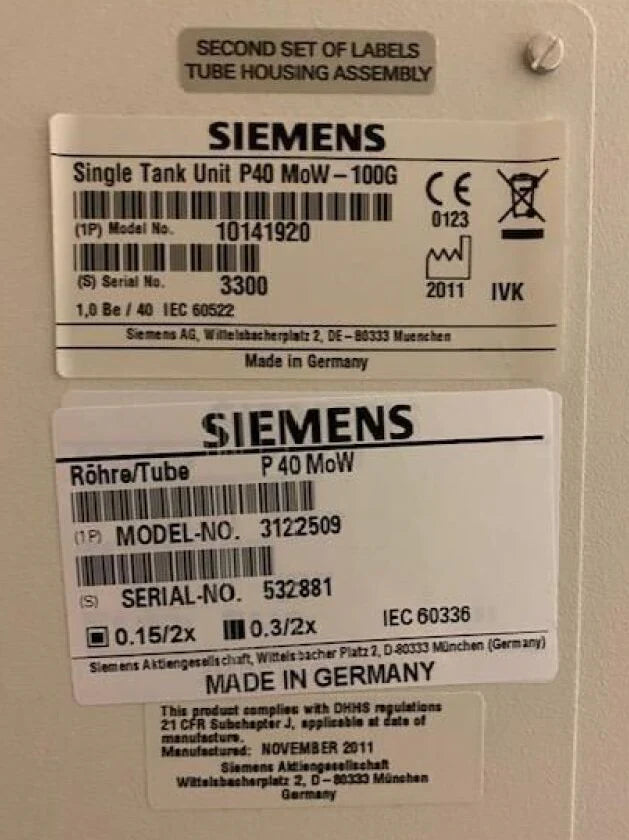 SECOND SET OF LABELS
TUBE HOUSING ASSEMBLY
SIEMENS
Single Tank Unit P40 MoW-100G
(1P) Model No. 10141920
(S) Serial No. 3300
1,0 Be / 40 IEC 60522
CE
0123
2011 IVK
Siemens AG, Wittelsbacherplatz 2, DE-80333 Muenchen
Made in Germany
SIEMENS
Röhre/Tube P 40 MoW
(1P) MODEL-NO. 3122509
(S) SERIAL-NO. 532881
0.15/2x 0.3/2x IEC 60336
Siemens Aktiengesellschaft, Wittelsbacher Platz 2, D-80333 München (Germany)
MADE IN GERMANY
This product complies with DHHS regulations
21 CFR Subchapter J, applicable at date of
manufacture.
Manufactured: NOVEMBER 2011
Siemens Aktiengesellschaft
Wittelsbacherplatz 2, D-80333 München
Germany